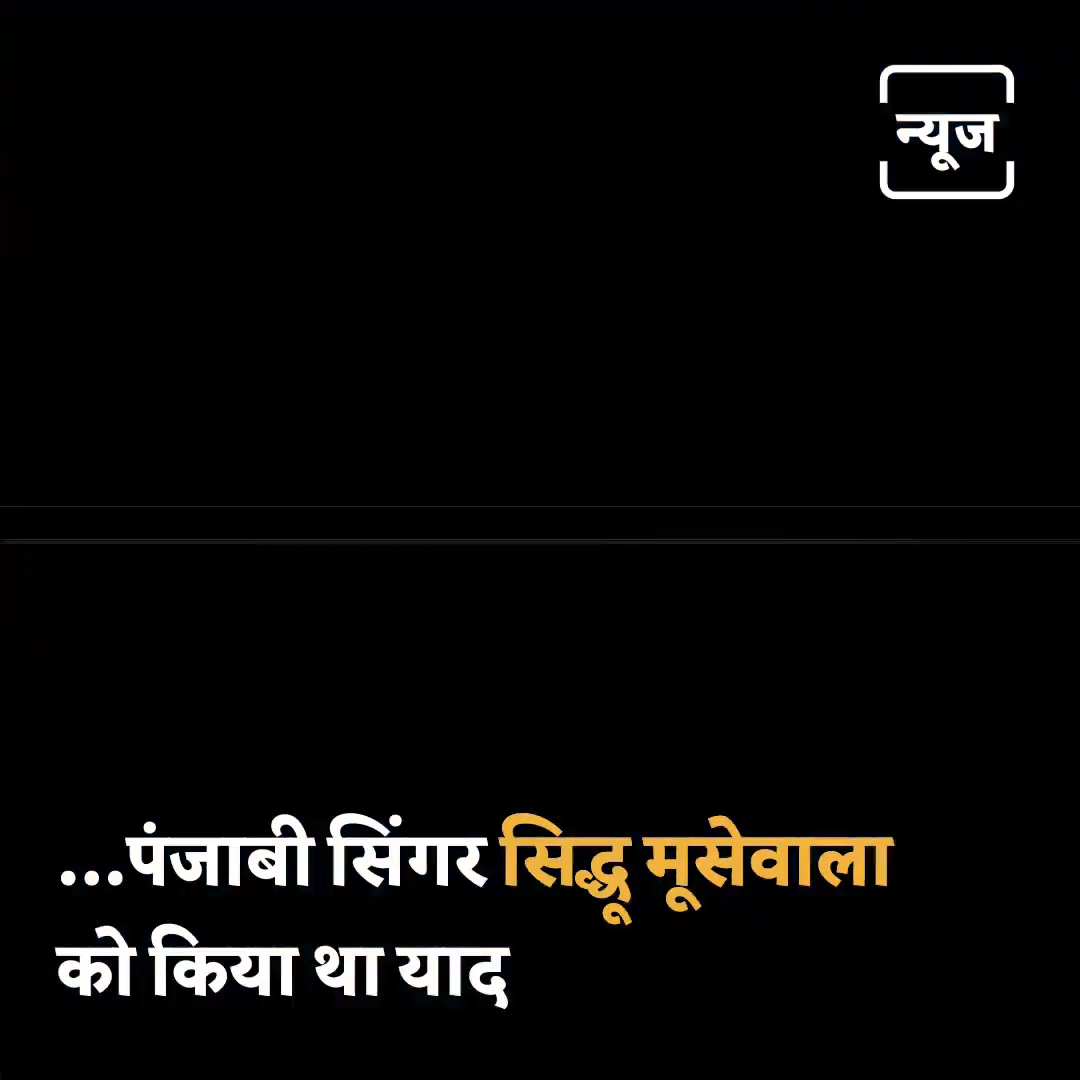 न्यूज
...पंजाबी सिंगर सिद्धू मूसेवाला
को किया था याद